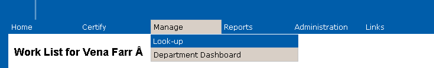 Home Certify Manage Reports Administration Links
Look-up
Work List for Vena Farr Â
Department Dashboard